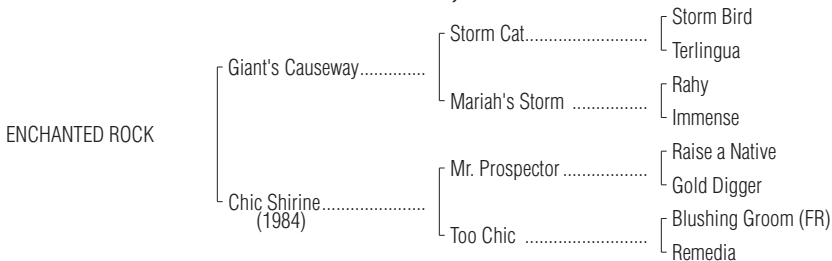 Storm Bird
Storm Cat..............................
Terlingua
Giant's Causeway..............
Rahy
Mariah's Storm .................
Immense
ENCHANTED ROCK
Raise a Native
Mr. Prospector ...................
Gold Digger
Chic Shirine.......................
(1984)
Blushing Groom (FR)
Too Chic ............................
Remedia